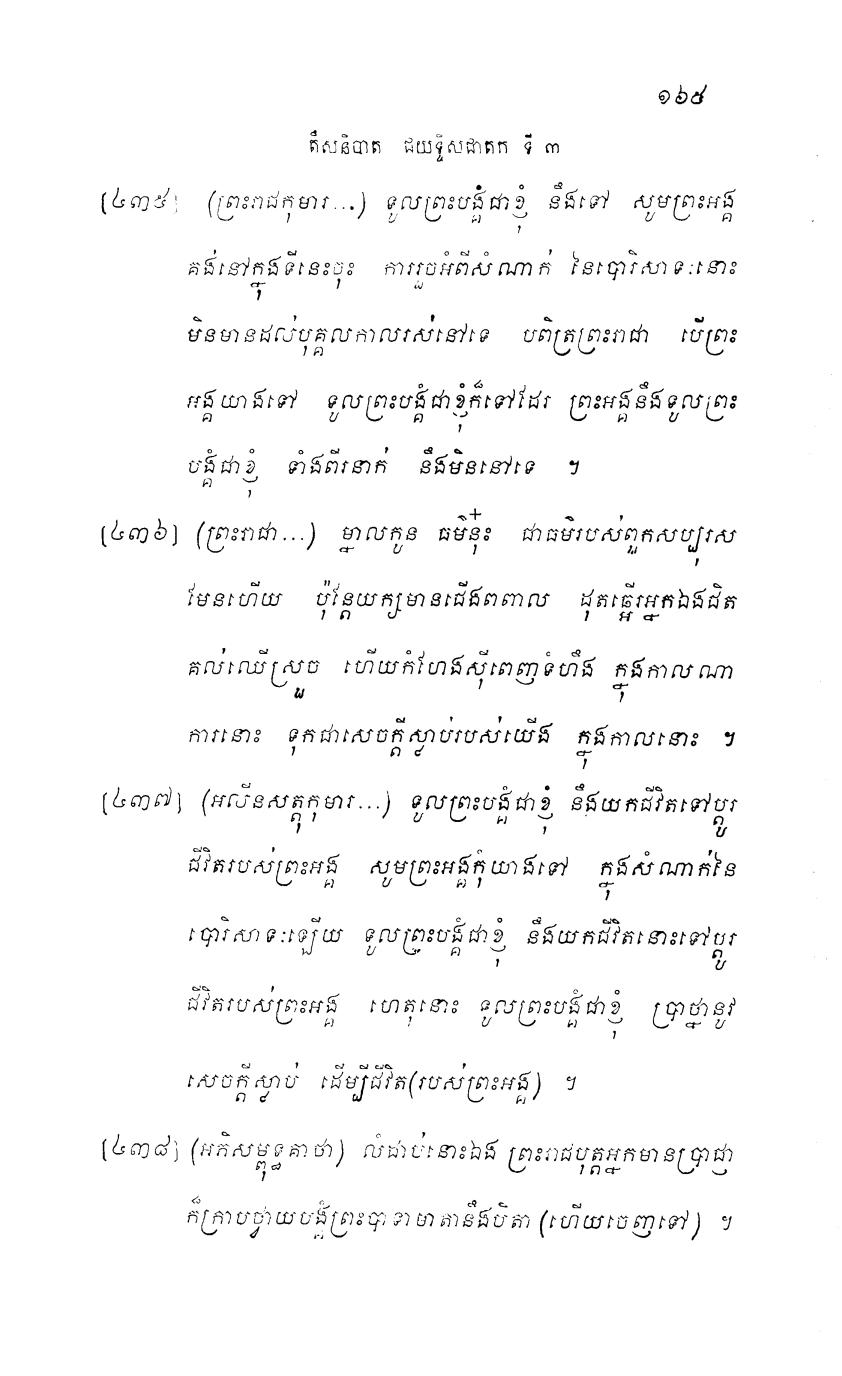 ១៦៥
តឹសនិបាត ជយទ្ទិសជាតក ទី ៣
[៤៣៥] (ព្រះរាជកុមារ...) ទូលព្រះបង្គំជាខ្ញុំ នឹងទៅ សូមព្រះអង្គ
គង់នៅក្នុងទីនេះចុះ ការរួចអំពីសំណាក់ នៃបោរិសាទៈនោះ
មិនមានដល់បុគ្គលកាលរស់នៅទេ បពិត្រព្រះរាជា បើព្រះ
អង្គយាងទៅ ទូលព្រះបង្គំជាខ្ញុំក៏ទៅដែរ ព្រះអង្គនឹងទូលព្រះ
បង្គំជាខ្ញុំ ទាំងពីរនាក់ នឹងមិននៅទេ ។
[៤៣៦] (ព្រះរាជា...) ម្នាលកូន ធម៌នុ៎ះ ជាធម៌របស់ពួកសប្បុរស
មែនហើយ ប៉ុន្តែយក្សមានជើងពពាល ដុតឆ្អើរអ្នកឯងជិត
គល់ឈើស្រួច ហើយកំហែងស៊ីពេញទំហឹង ក្នុងកាលណា
ការនោះ ទុកជាសេចក្តីស្លាប់របស់យើង ក្នុងកាលនោះ ។
[៤៣៧] (អលីនសត្តុកុមារ...) ទូលព្រះបង្គំជាខ្ញុំ នឹងយកជីវិតទៅប្តូរ
ជីវិតរបស់ព្រះអង្គ សូមព្រះអង្គកុំយាងទៅ ក្នុងសំណាក់នៃ
បោរិសាទៈឡើយ ទូលព្រះបង្គំជាខ្ញុំ នឹងយកជីវិតនោះទៅប្តូរ
ជីវិតរបស់ព្រះអង្គ ហេតុនោះ ទូលព្រះបង្គំជាខ្ញុំ ប្រាថ្នានូវ
សេចក្តីស្លាប់ ដើម្បីជីវិត(របស់ព្រះអង្គ) ។
[៤៣៨] (អភិសម្ពុទ្ធគាថា) លំដាប់នោះឯង ព្រះរាជបុត្តអ្នកមានប្រាជ្ញា
ក៏ក្រាបថ្វាយបង្គំព្រះបាទាមាតានឹងបិតា (ហើយចេញទៅ) ។